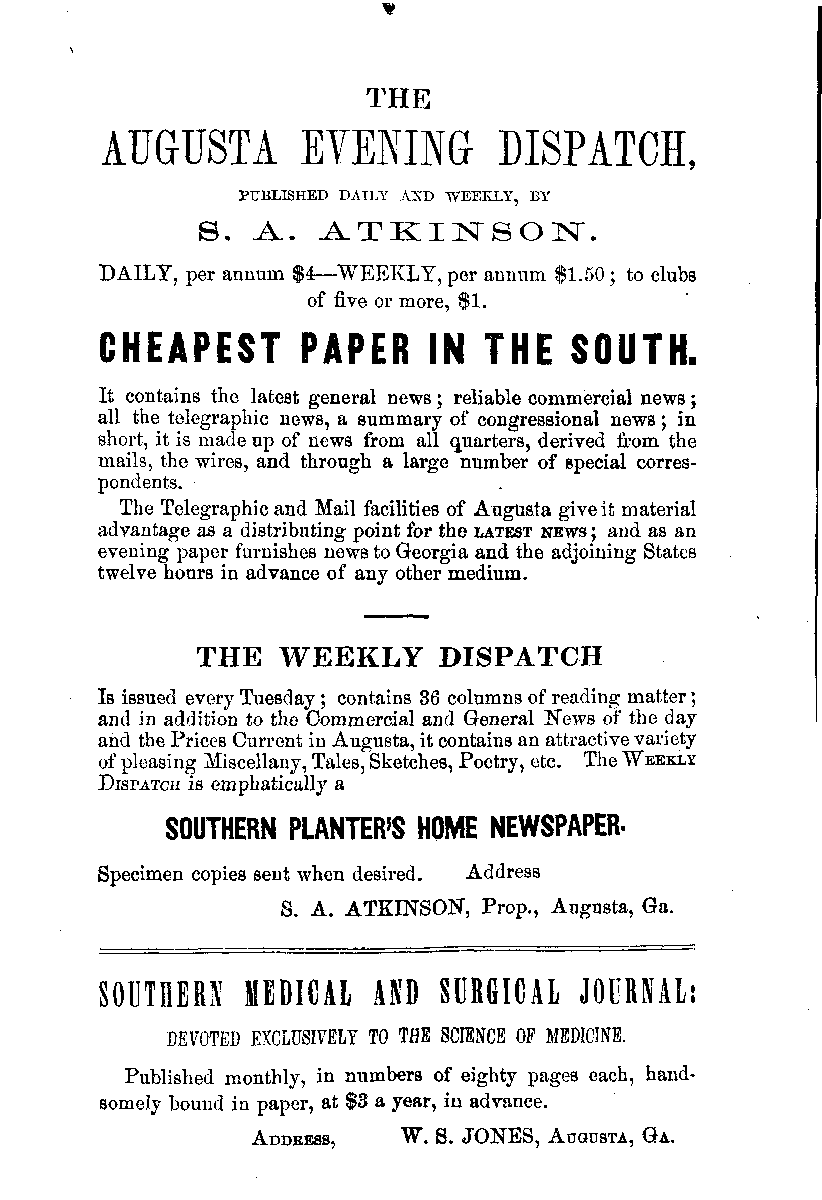 THE
AUGUSTA EVENING DISPATCH,
PUBLISHED DAILY AND WEEKLY, BY
S. A. ATKINSON.
DAILY, per annum $4—WEEKLY, per annum $1.50; to clubs
of five or more, $1.
CHEAPEST PAPER IN THE SOUTH.
It contains the latest general news; reliable commercial news;
all the telegraphic news, a summary of congressional news; in
short, it is made up of news from all quarters, derived from the
mails, the wires, and through a large number of special corres-
pondents.
The Telegraphic and Mail facilities of Augusta give it material
advantage as a distributing point for the LATEST NEWS; and as an
evening paper furnishes news to Georgia and the adjoining States
twelve hours in advance of any other medium.
THE WEEKLY DISPATCH
Is issued every Tuesday; contains 36 columns of reading matter;
and in addition to the Commercial and General News of the day
and the Prices Current in Augusta, it contains an attractive variety
of pleasing Miscellany, Tales, Sketches, Poetry, etc. The WEEKLY
DISPATCH is emphatically a
SOUTHERN PLANTER'S HOME NEWSPAPER.
Specimen copies sent when desired. Address
S. A. ATKINSON, Prop., Augusta, Ga.
SOUTHERN MEDICAL AND SURGICAL JOURNAL:
DEVOTED EXCLUSIVELY TO THE SCIENCE OF MEDICINE.
Published monthly, in numbers of eighty pages each, hand-
somely bound in paper, at $3 a year, in advance.
ADDRESS, W. S. JONES, AUGUSTA, GA.